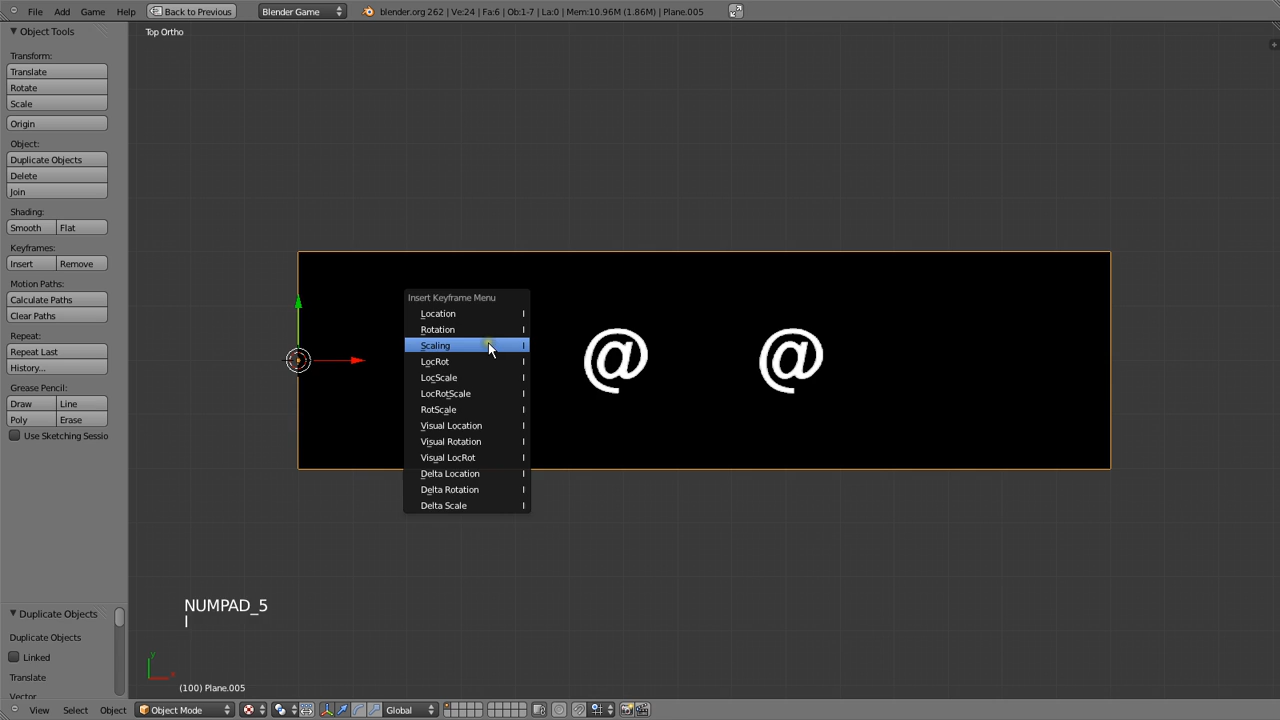 File Add Game Help Back to Previous Blender Game blender.org 262 | Ve:24 | Fa:6 | Ob:1-7 | La:0 | Mem:10.96M (1.86M) | Plane.005
Object Tools
Top Ortho
Transform:
Translate
Rotate
Scale
Origin
Object:
Duplicate Objects
Delete
Join
Shading:
Smooth Flat
Keyframes:
Insert Remove
Motion Paths:
Calculate Paths
Clear Paths
Repeat:
Repeat Last
History...
Grease Pencil:
Draw Line
Poly Erase
Use Sketching Sessio
Insert Keyframe Menu
Location I
Rotation I
Scaling I
LocRot I
LocScale I
LocRotScale I
RotScale I
Visual Location I
Visual Rotation I
Visual LocRot I
Delta Location I
Delta Rotation I
Delta Scale I
@ @
NUMPAD_5
I
Duplicate Objects
Duplicate Objects
Linked
Translate
Vector
y
x
(100) Plane.005
View Select Object Object Mode Global